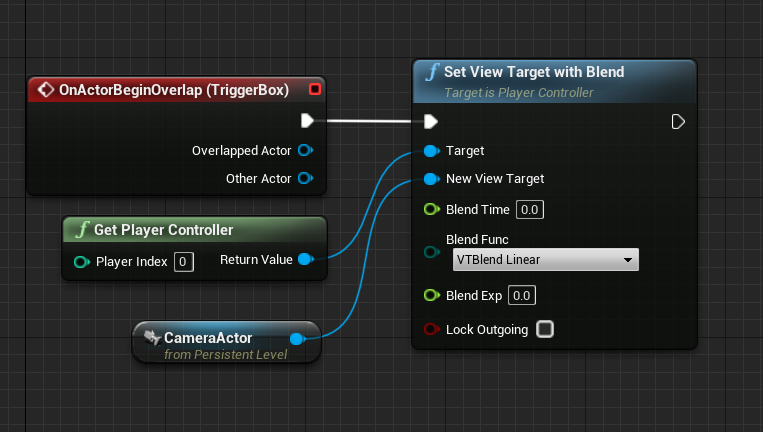 OnActorBeginOverlap (TriggerBox)
Overlapped Actor
Other Actor
f Get Player Controller
Player Index 0 Return Value
CameraActor
from Persistent Level
f Set View Target with Blend
Target is Player Controller
Target
New View Target
Blend Time 0.0
Blend Func
VTBlend Linear
Blend Exp 0.0
Lock Outgoing